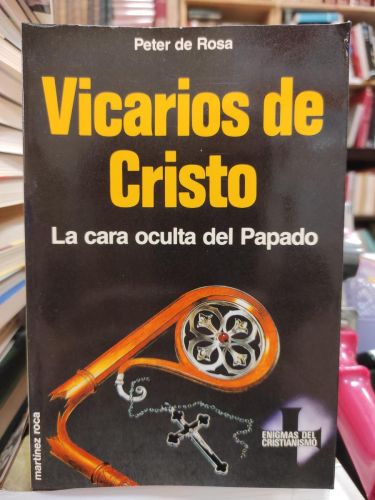 Peter de Rosa
Vicarios de
Cristo
La cara oculta del Papado
martínez roca
ENIGMAS DEL
CRISTIANISMO